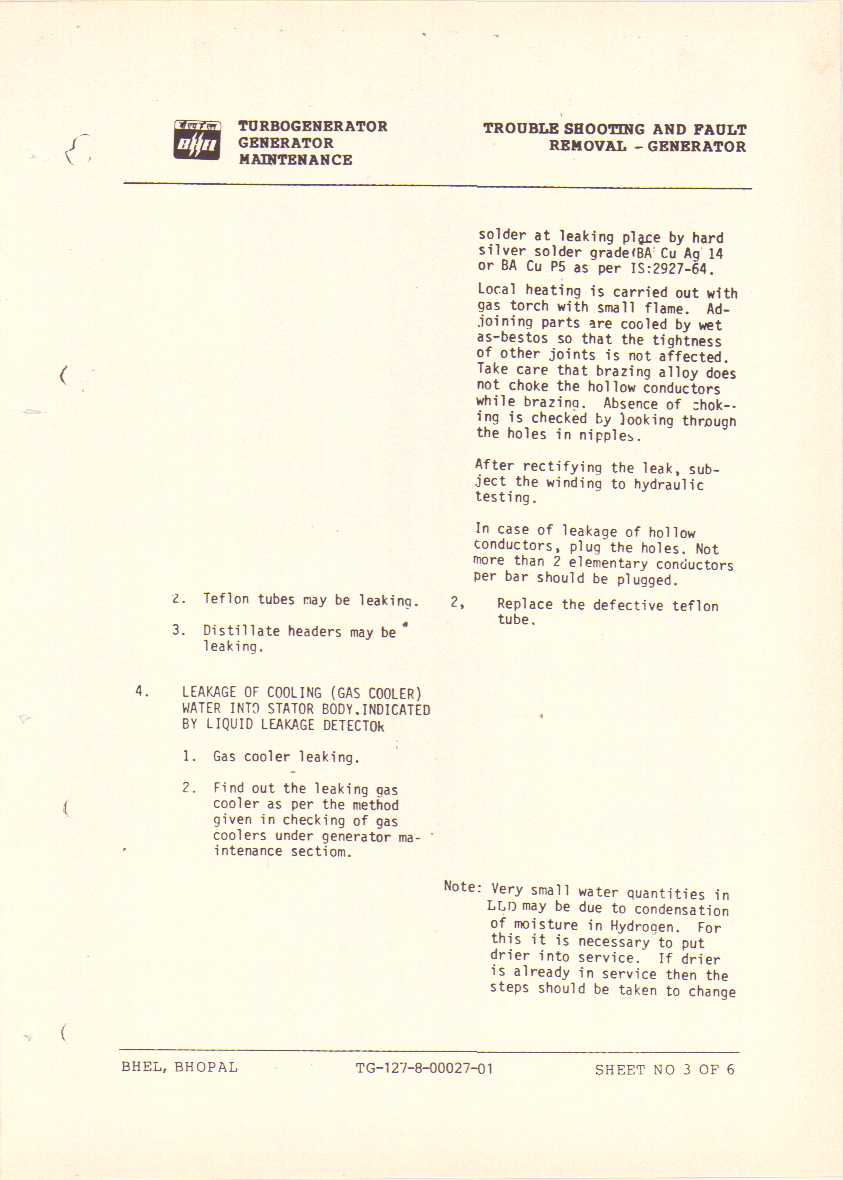 बीएचईएल
BHEL
TURBOGENERATOR
GENERATOR
MAINTENANCE
TROUBLE SHOOTING AND FAULT
REMOVAL - GENERATOR
solder at leaking place by hard
silver solder grade(BA Cu Ag 14
or BA Cu P5 as per IS:2927-64.
Local heating is carried out with
gas torch with small flame. Ad-
joining parts are cooled by wet
as-bestos so that the tightness
of other joints is not affected.
Take care that brazing alloy does
not choke the hollow conductors
while brazing. Absence of chok--
ing is checked by looking through
the holes in nipples.
After rectifying the leak, sub-
ject the winding to hydraulic
testing.
In case of leakage of hollow
conductors, plug the holes. Not
more than 2 elementary conductors
per bar should be plugged.
2. Teflon tubes may be leaking.
2, Replace the defective teflon
tube.
3. Distillate headers may be
leaking.
4. LEAKAGE OF COOLING (GAS COOLER)
WATER INTO STATOR BODY.INDICATED
BY LIQUID LEAKAGE DETECTOR
1. Gas cooler leaking.
2. Find out the leaking gas
cooler as per the method
given in checking of gas
coolers under generator ma-
intenance sectiom.
Note: Very small water quantities in
LLD may be due to condensation
of moisture in Hydrogen. For
this it is necessary to put
drier into service. If drier
is already in service then the
steps should be taken to change
BHEL, BHOPAL
TG-127-8-00027-01
SHEET NO 3 OF 6